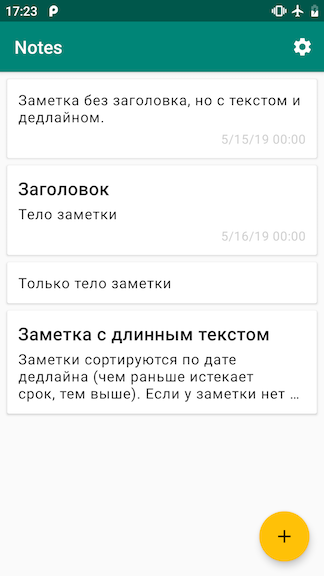 17:23
Notes
Заметка без заголовка, но с текстом и
дедлайном.
5/15/19 00:00
Заголовок
Тело заметки
5/16/19 00:00
Только тело заметки
Заметка с длинным текстом
Заметки сортируются по дате
дедлайна (чем раньше истекает
срок, тем выше). Если у заметки нет …